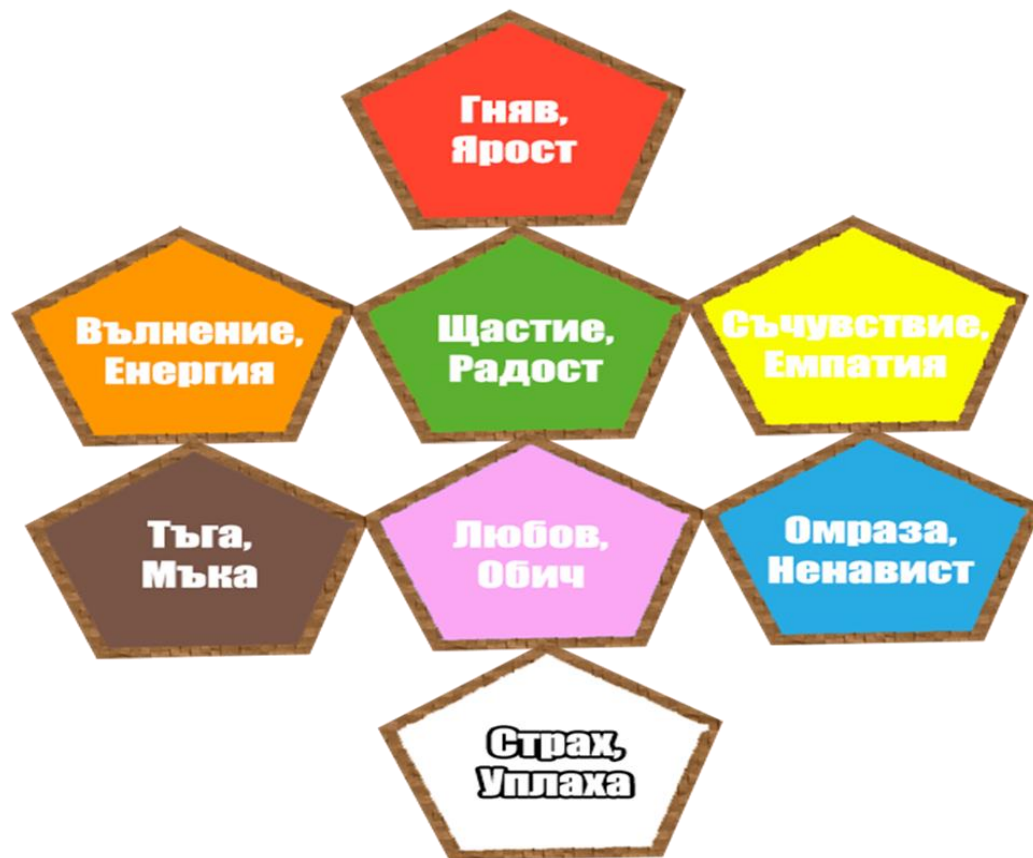 Гняв,
Ярост
Вълнение,
Енергия
Щастие,
Радост
Съчувствие,
Емпатия
Тъга,
Мъка
Любов,
Обич
Омраза,
Ненавист
Страх,
Уплаха